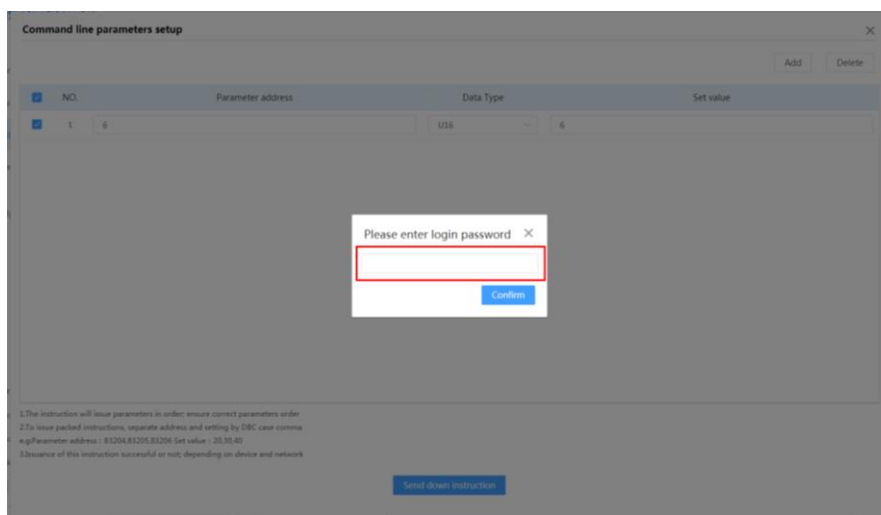 Command line parameters setup
Add Delete
NO. Parameter address Data Type Set value
1 6 U16 6
Please enter login password
Confirm
1.The instruction will issue parameters in order; ensure correct parameters order
2.To issue packed instructions, separate address and setting by DBC case comma
e.g:Parameter address : 83204,83205,83206 Set value : 20,30,40
3.Issuance of this instruction successful or not; depending on device and network
Send down instruction